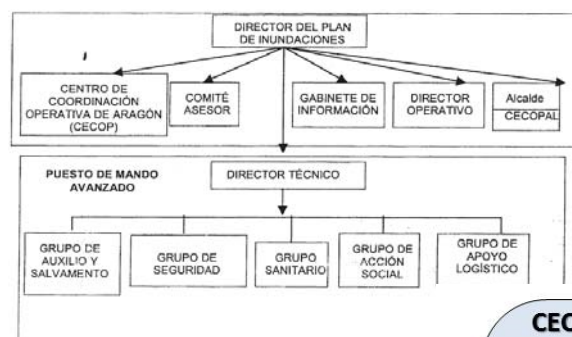 DIRECTOR DEL PLAN
DE INUNDACIONES
CENTRO DE
COORDINACIÓN
OPERATIVA DE ARAGÓN
(CECOP)
COMITÉ
ASESOR
GABINETE DE
INFORMACIÓN
DIRECTOR
OPERATIVO
Alcalde
CECOPAL
PUESTO DE MANDO
AVANZADO
DIRECTOR TÉCNICO
GRUPO DE
AUXILIO Y
SALVAMENTO
GRUPO DE
SEGURIDAD
GRUPO
SANITARIO
GRUPO DE
ACCIÓN
SOCIAL
GRUPO DE
APOYO
LOGÍSTICO
CEC